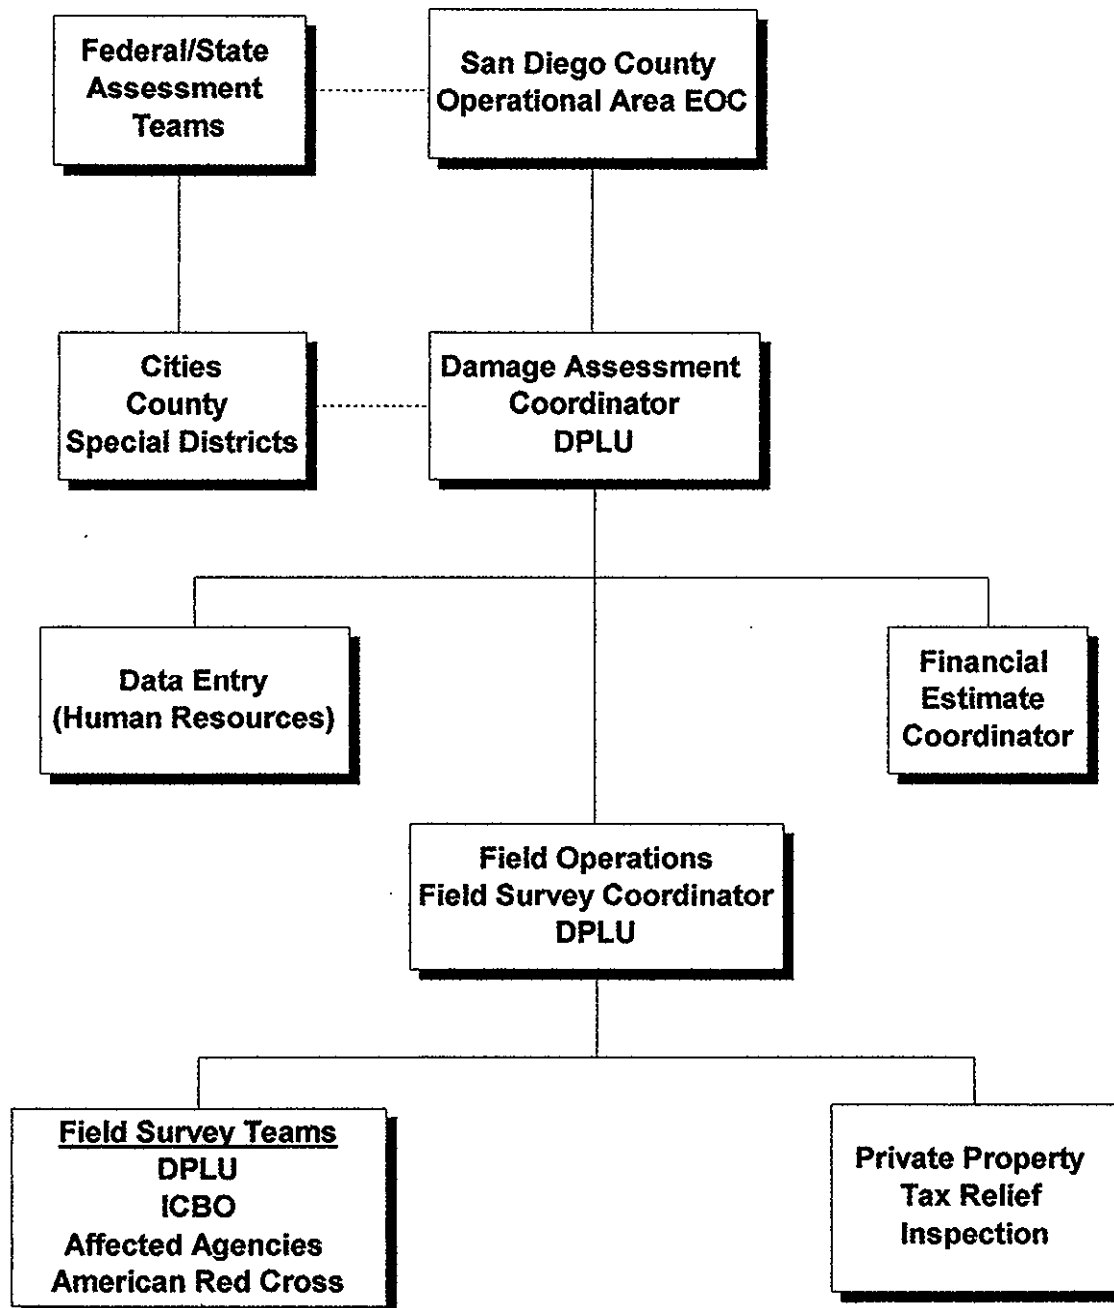 Federal/State
Assessment
Teams
San Diego County
Operational Area EOC
Cities
County
Special Districts
Damage Assessment
Coordinator
DPLU
Data Entry
(Human Resources)
Financial
Estimate
Coordinator
Field Operations
Field Survey Coordinator
DPLU
Field Survey Teams
DPLU
ICBO
Affected Agencies
American Red Cross
Private Property
Tax Relief
Inspection